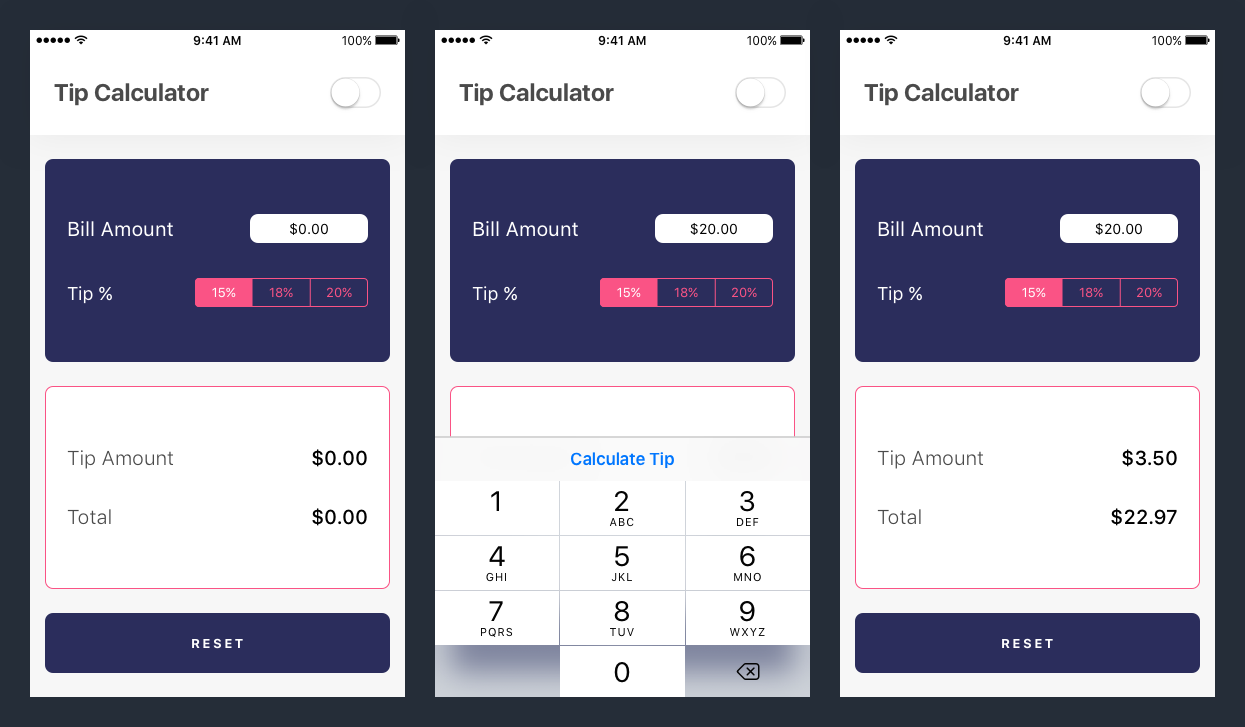 9:41 AM 100%
Tip Calculator
Bill Amount $0.00
Tip % 15% 18% 20%
Tip Amount $0.00
Total $0.00
RESET
9:41 AM 100%
Tip Calculator
Bill Amount $20.00
Tip % 15% 18% 20%
Calculate Tip
1 2 3
ABC DEF
4 5 6
GHI JKL MNO
7 8 9
PQRS TUV WXYZ
0
9:41 AM 100%
Tip Calculator
Bill Amount $20.00
Tip % 15% 18% 20%
Tip Amount $3.50
Total $22.97
RESET